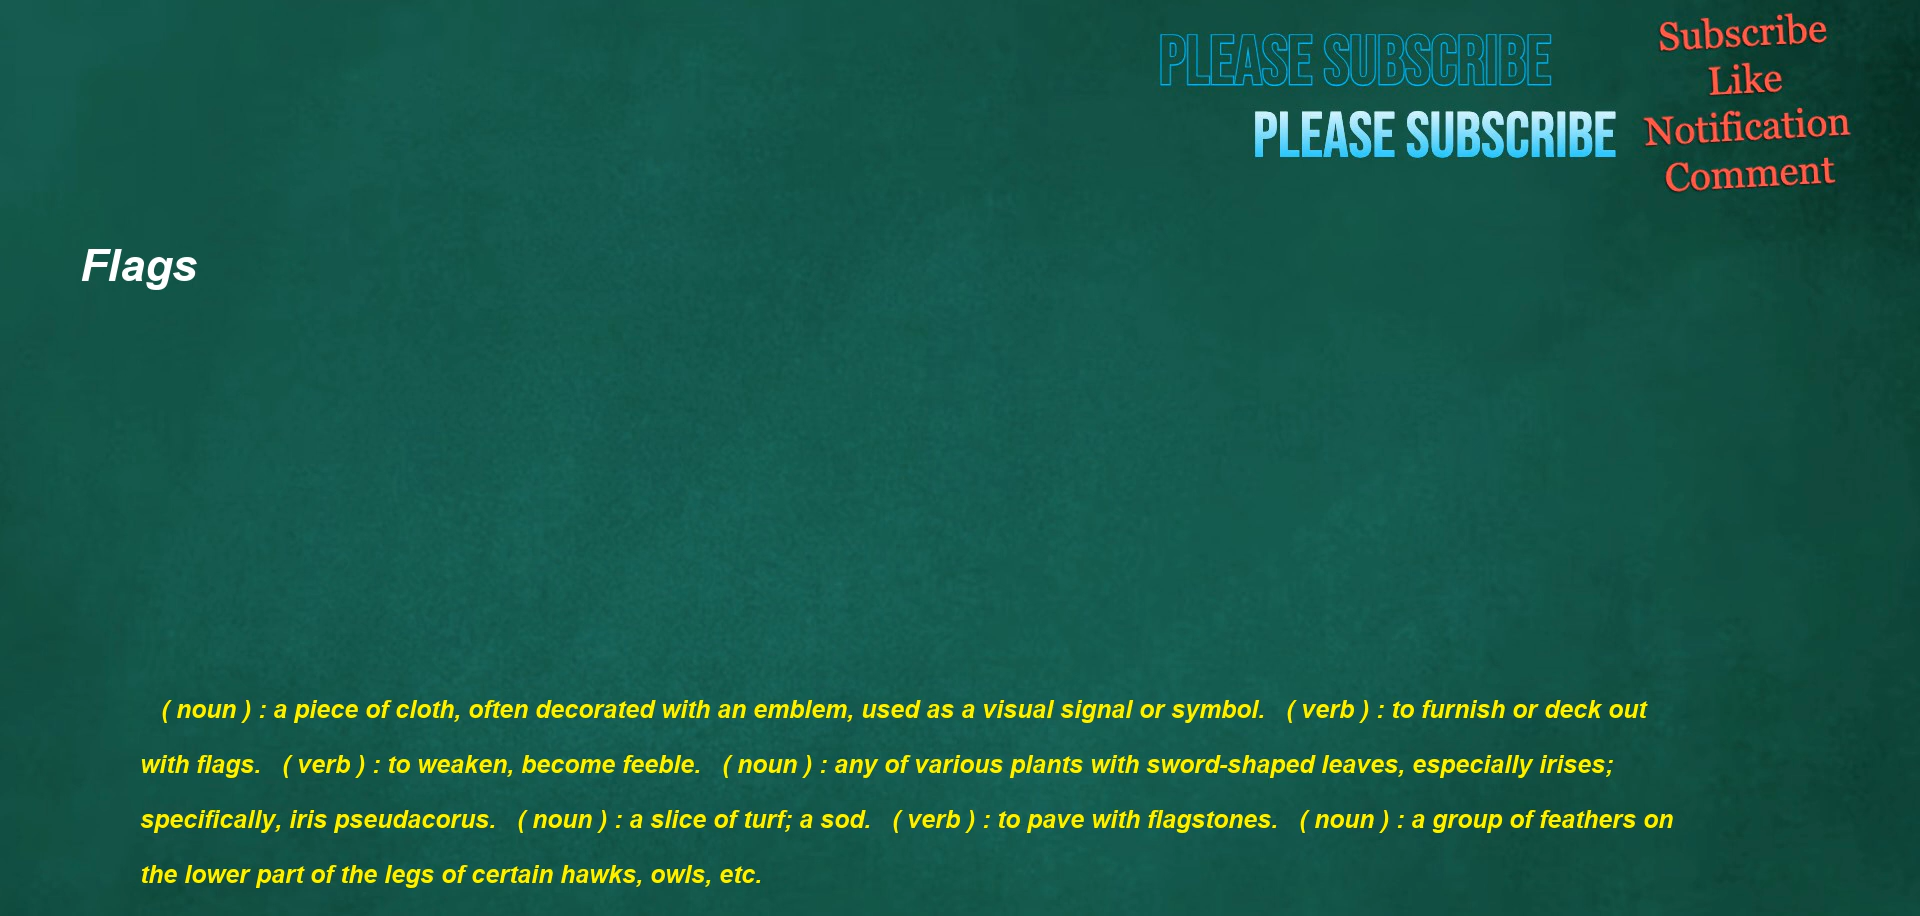 PLEASE SUBSCRIBE
PLEASE SUBSCRIBE
Subscribe
Like
Notification
Comment
Flags
( noun ) : a piece of cloth, often decorated with an emblem, used as a visual signal or symbol.   ( verb ) : to furnish or deck out
with flags.   ( verb ) : to weaken, become feeble.   ( noun ) : any of various plants with sword-shaped leaves, especially irises;
specifically, iris pseudacorus.   ( noun ) : a slice of turf; a sod.   ( verb ) : to pave with flagstones.   ( noun ) : a group of feathers on
the lower part of the legs of certain hawks, owls, etc.